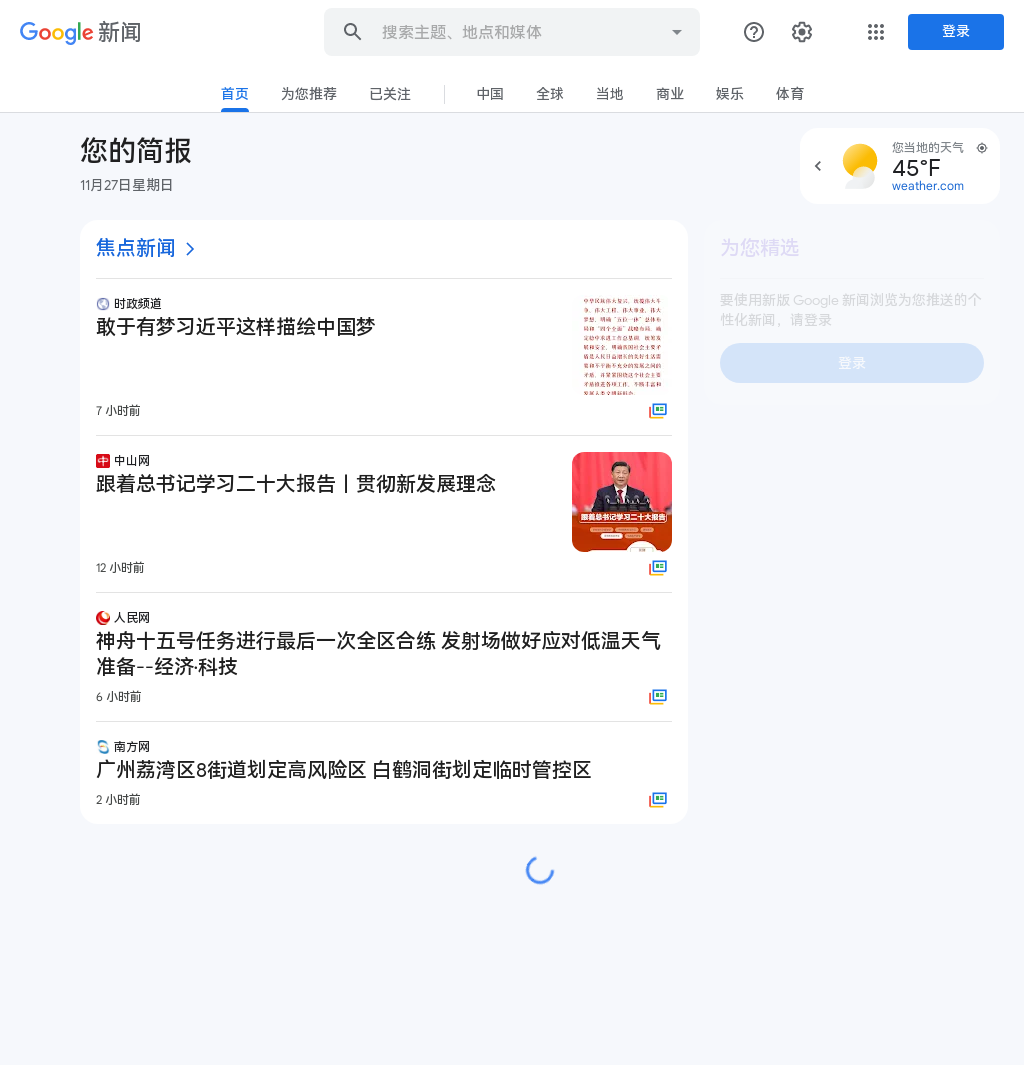 Google 新闻
搜索主题、地点和媒体
登录
首页
为您推荐
已关注
中国
全球
当地
商业
娱乐
体育
您的简报
11月27日星期日
您当地的天气
45°F
weather.com
焦点新闻
时政频道
敢于有梦习近平这样描绘中国梦
7 小时前
中山网
跟着总书记学习二十大报告丨贯彻新发展理念
跟着总书记学习二十大报告
12 小时前
人民网
神舟十五号任务进行最后一次全区合练 发射场做好应对低温天气
准备--经济·科技
6 小时前
南方网
广州荔湾区8街道划定高风险区 白鹤洞街划定临时管控区
2 小时前
为您精选
要使用新版 Google 新闻浏览为您推送的个
性化新闻，请登录
登录